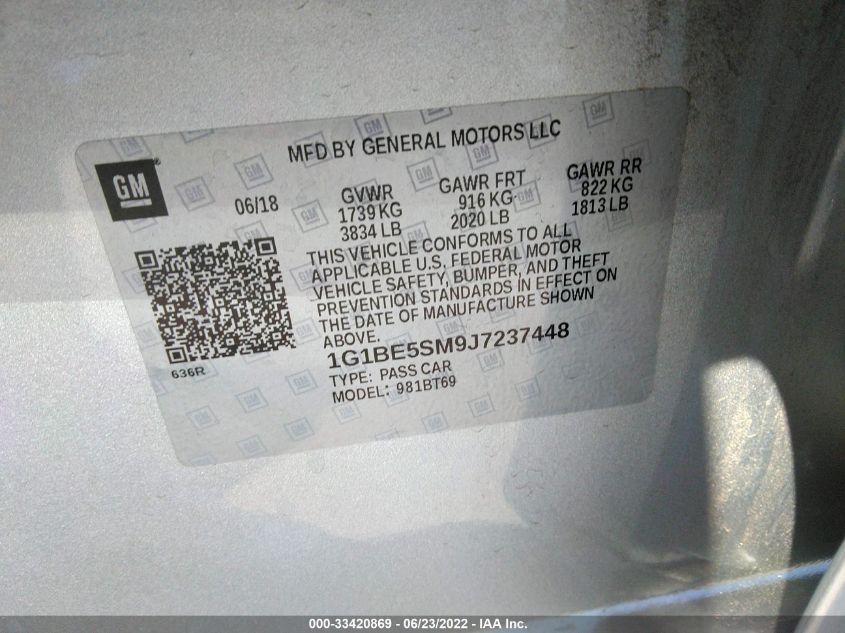 MFD BY GENERAL MOTORS LLC
GM
06/18
GVWR
1739 KG
3834 LB
GAWR FRT
916 KG
2020 LB
GAWR RR
822 KG
1813 LB
THIS VEHICLE CONFORMS TO ALL
APPLICABLE U.S. FEDERAL MOTOR
VEHICLE SAFETY, BUMPER, AND THEFT
PREVENTION STANDARDS IN EFFECT ON
THE DATE OF MANUFACTURE SHOWN
ABOVE.
1G1BE5SM9J7237448
TYPE: PASS CAR
MODEL: 981BT69
636R
000-33420869 - 06/23/2022 - IAA Inc.